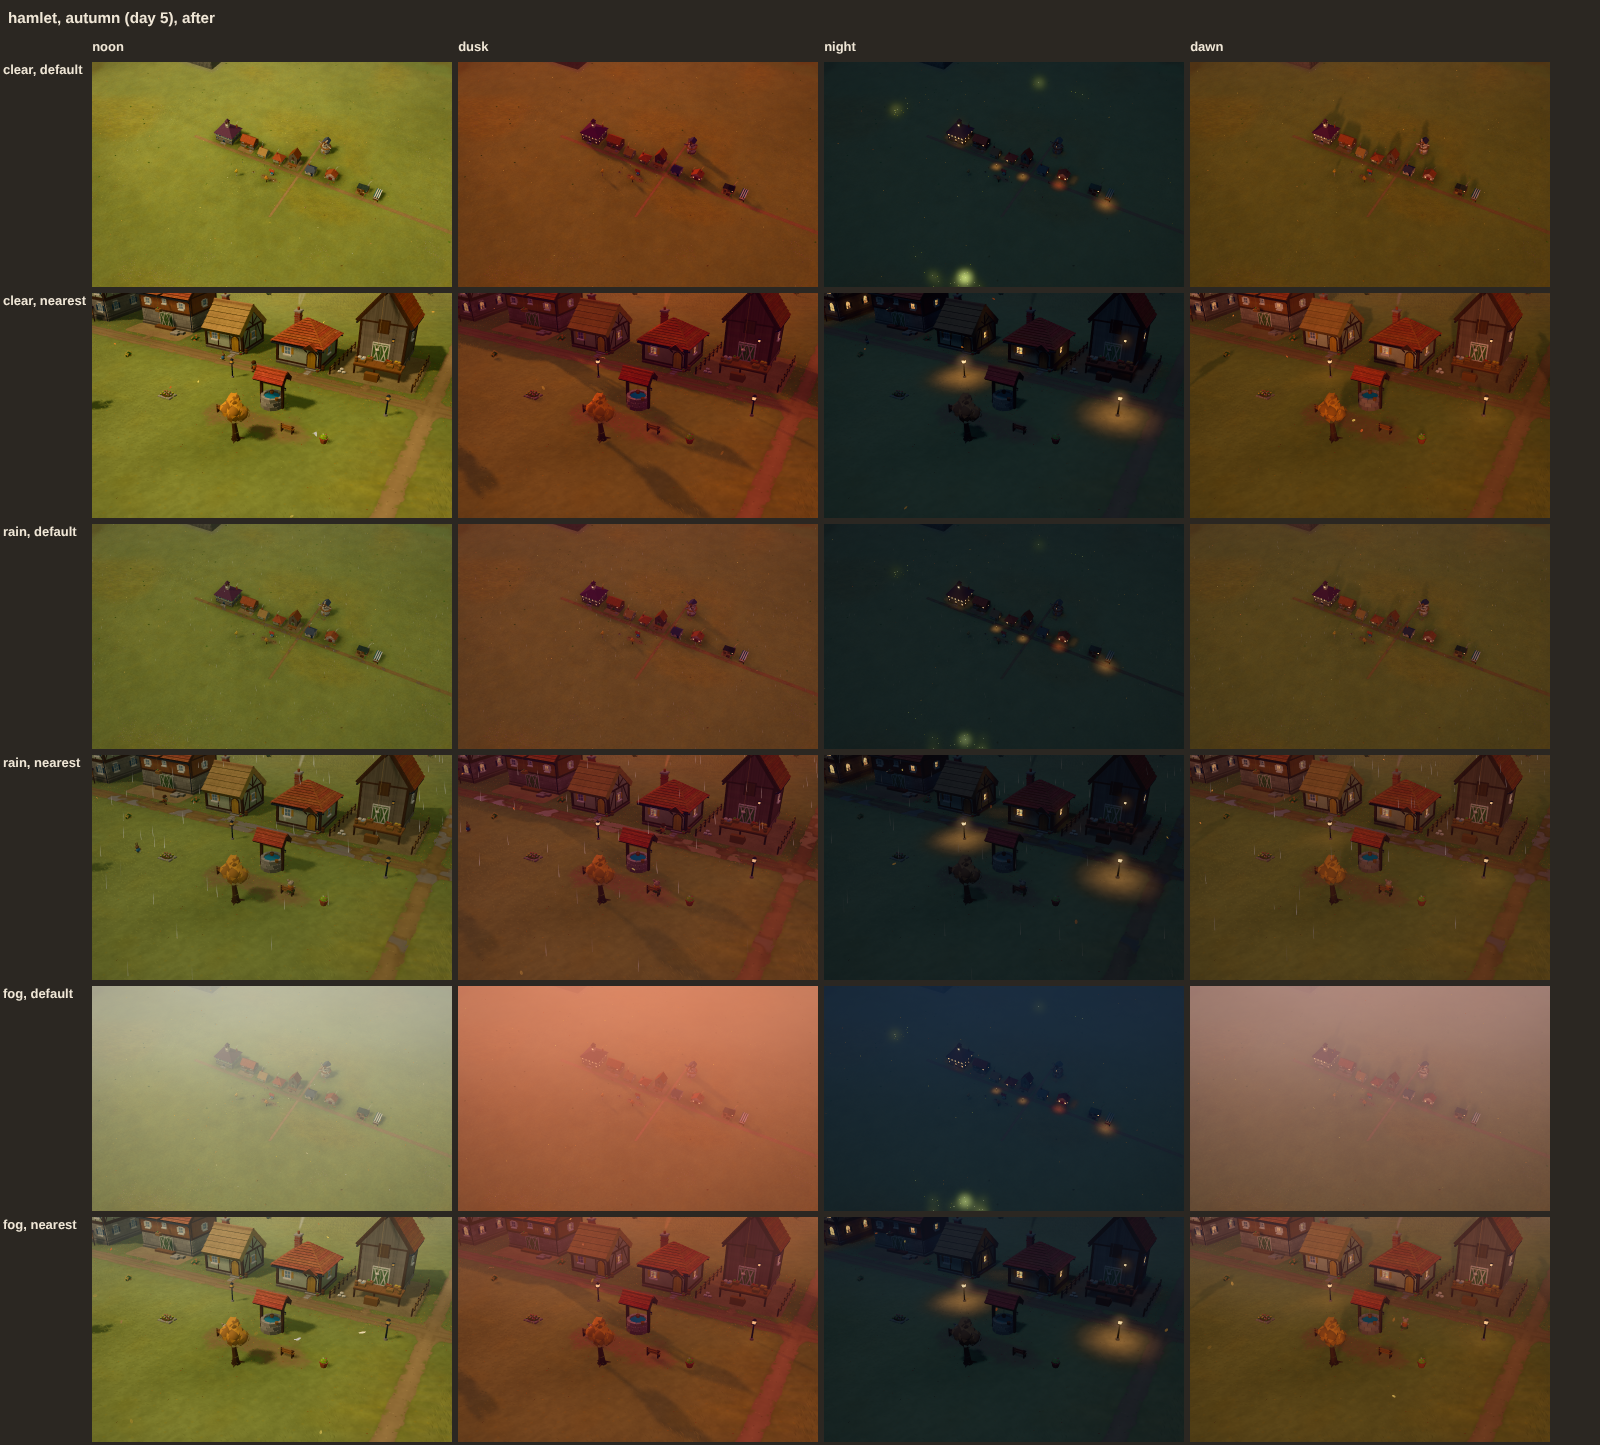 hamlet, autumn (day 5), after
noon dusk night dawn
clear, default
clear, nearest
rain, default
rain, nearest
fog, default
fog, nearest